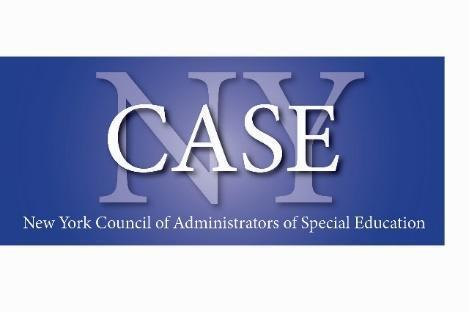 NY
CASE
New York Council of Administrators of Special Education